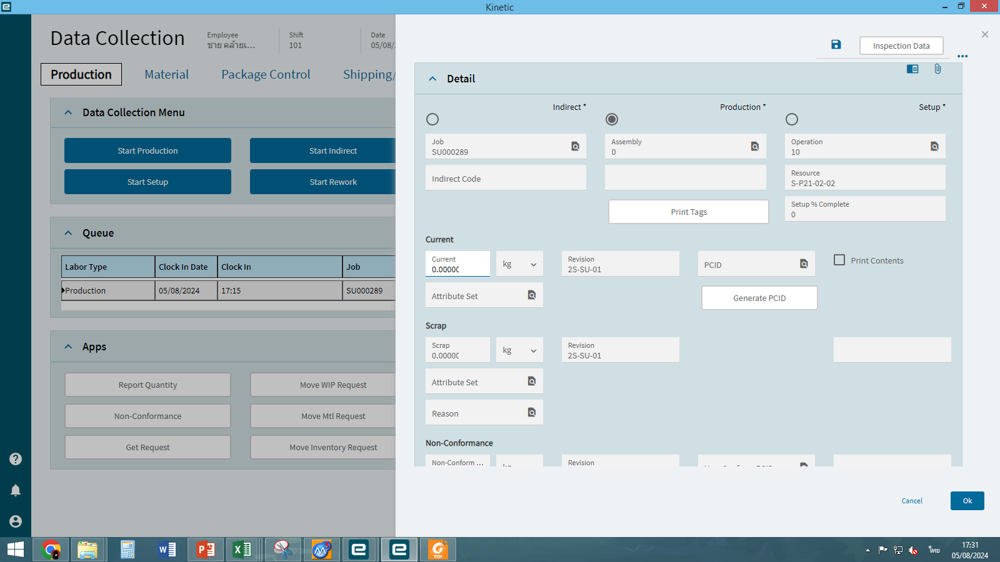 Kinetic
Data Collection
Employee
ชาย คล้ายเ...
Shift
101
Date
05/08/
Production
Material
Package Control
Shipping/
Data Collection Menu
Start Production
Start Indirect
Start Setup
Start Rework
Queue
Labor Type
Clock In Date
Clock In
Job
Production
05/08/2024
17:15
SU000289
Apps
Report Quantity
Move WIP Request
Non-Conformance
Move Mtl Request
Get Request
Move Inventory Request
Inspection Data
Detail
Indirect *
Production *
Setup *
Job
SU000289
Assembly
0
Operation
10
Indirect Code
Resource
S-P21-02-02
Print Tags
Setup % Complete
0
Current
Current
0.00000
kg
Revision
2S-SU-01
PCID
Print Contents
Attribute Set
Generate PCID
Scrap
Scrap
0.00000
kg
Revision
2S-SU-01
Attribute Set
Reason
Non-Conformance
Non-Conform ...
Revision
Cancel
Ok
ไทย
17:31
05/08/2024